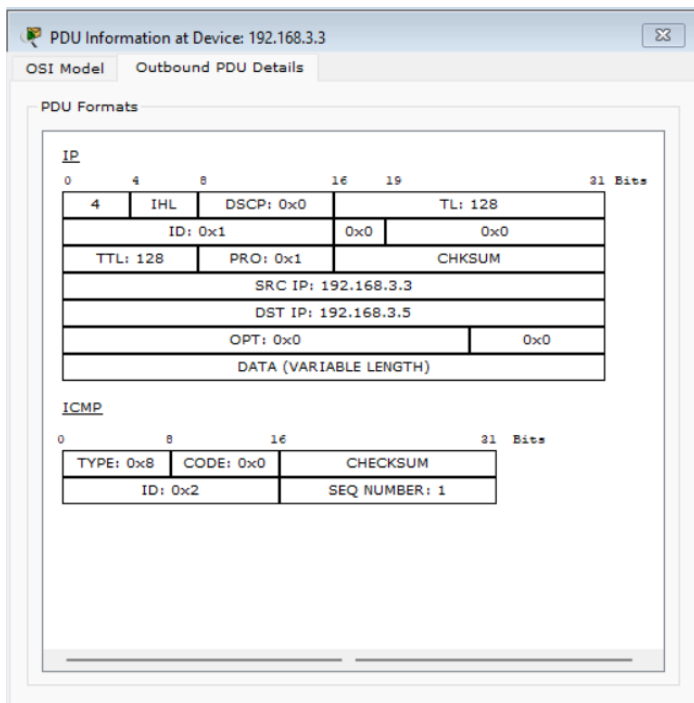 PDU Information at Device: 192.168.3.3
OSI Model Outbound PDU Details
PDU Formats
IP
0 4 8 16 19 31 Bits
4 IHL DSCP: 0x0 TL: 128
ID: 0x1 0x0 0x0
TTL: 128 PRO: 0x1 CHKSUM
SRC IP: 192.168.3.3
DST IP: 192.168.3.5
OPT: 0x0 0x0
DATA (VARIABLE LENGTH)
ICMP
0 8 16 31 Bits
TYPE: 0x8 CODE: 0x0 CHECKSUM
ID: 0x2 SEQ NUMBER: 1